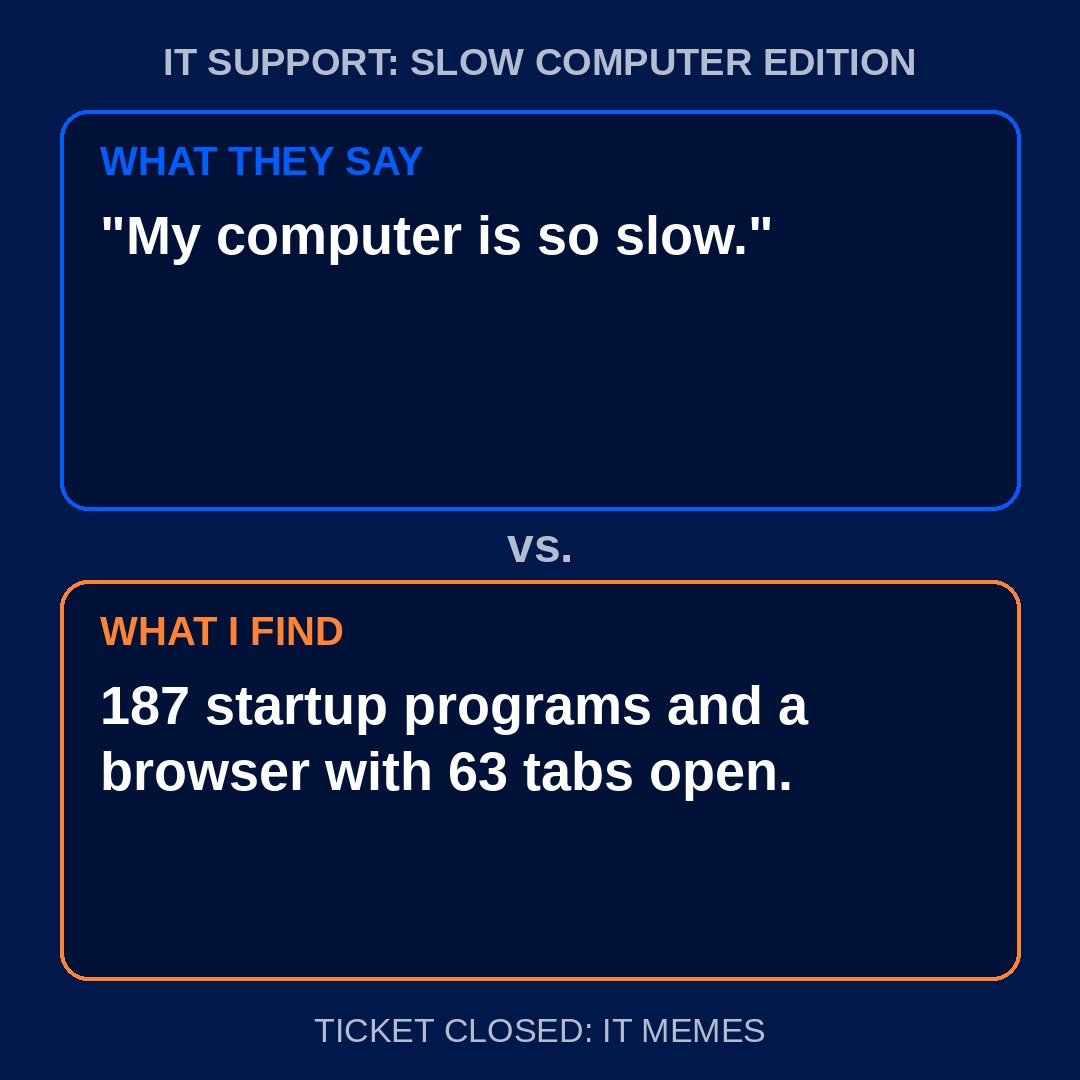 IT SUPPORT: SLOW COMPUTER EDITION
WHAT THEY SAY
"My computer is so slow."
vs.
WHAT I FIND
187 startup programs and a
browser with 63 tabs open.
TICKET CLOSED: IT MEMES